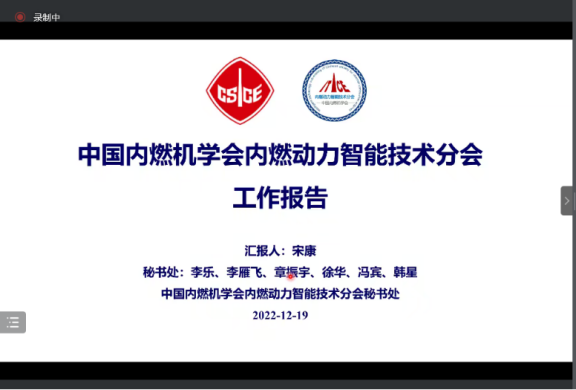 录制中
CSICE
中国内燃机学会内燃动力智能技术分会
工作报告
汇报人：宋康
秘书处：李乐、李雁飞、章振宇、徐华、冯宾、韩星
中国内燃机学会内燃动力智能技术分会秘书处
2022-12-19